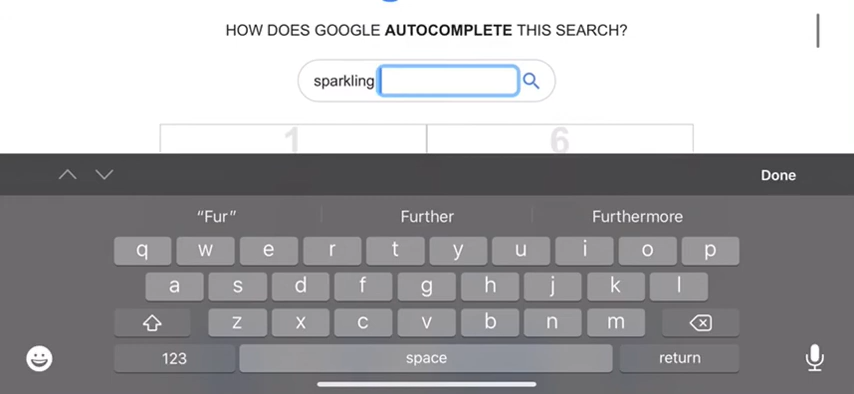 HOW DOES GOOGLE AUTOCOMPLETE THIS SEARCH?
sparkling
1 6
Done
“Fur” Further Furthermore
q w e r t y u i o p
a s d f g h j k l
z x c v b n m
123 space return